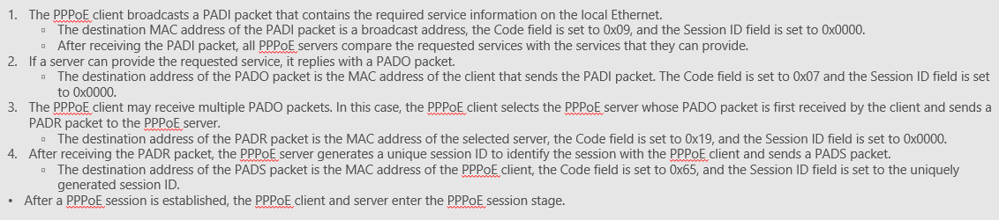 1. The PPPoE client broadcasts a PADI packet that contains the required service information on the local Ethernet.
▫ The destination MAC address of the PADI packet is a broadcast address, the Code field is set to 0x09, and the Session ID field is set to 0x0000.
▫ After receiving the PADI packet, all PPPoE servers compare the requested services with the services that they can provide.
2. If a server can provide the requested service, it replies with a PADO packet.
▫ The destination address of the PADO packet is the MAC address of the client that sends the PADI packet. The Code field is set to 0x07 and the Session ID field is set
to 0x0000.
3. The PPPoE client may receive multiple PADO packets. In this case, the PPPoE client selects the PPPoE server whose PADO packet is first received by the client and sends a
PADR packet to the PPPoE server.
▫ The destination address of the PADR packet is the MAC address of the selected server, the Code field is set to 0x19, and the Session ID field is set to 0x0000.
4. After receiving the PADR packet, the PPPoE server generates a unique session ID to identify the session with the PPPoE client and sends a PADS packet.
▫ The destination address of the PADS packet is the MAC address of the PPPoE client, the Code field is set to 0x65, and the Session ID field is set to the uniquely
generated session ID.
• After a PPPoE session is established, the PPPoE client and server enter the PPPoE session stage.